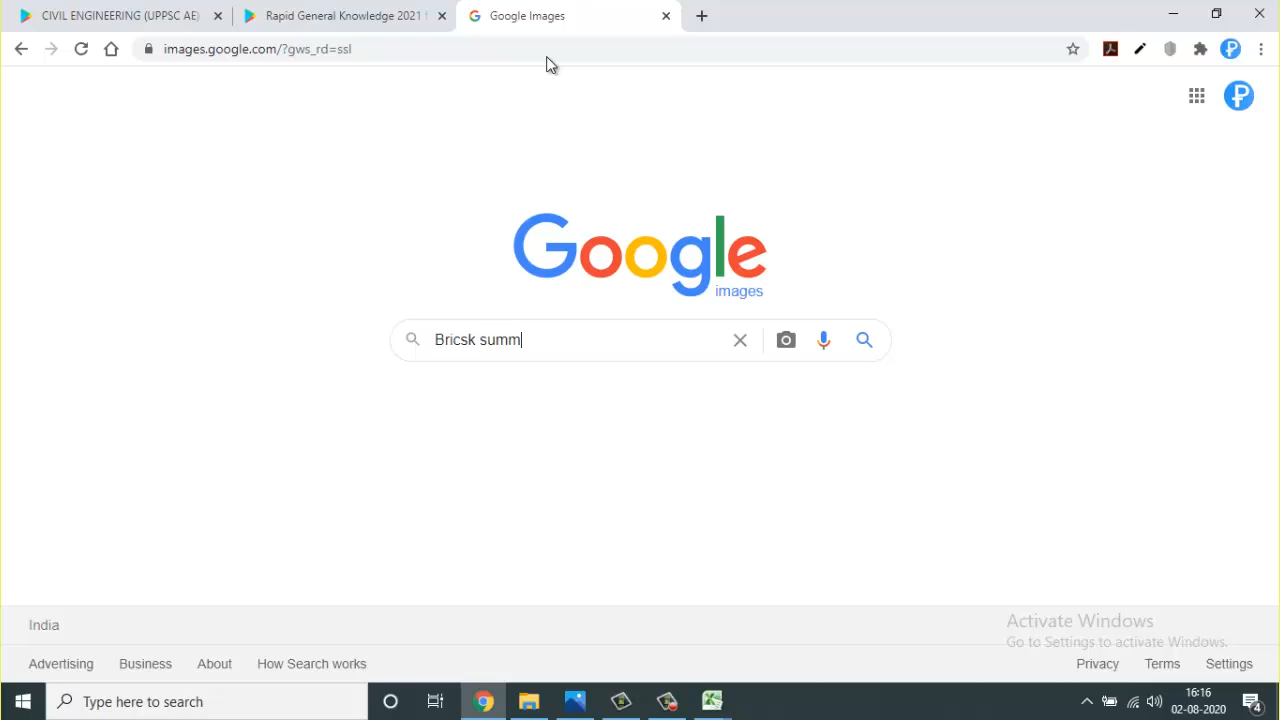 CIVIL ENGINEERING (UPPSC AE)
Rapid General Knowledge 2021 f
Google Images
images.google.com/?gws_rd=ssl
Google
images
Bricsk summ
India
Activate Windows
Go to Settings to activate Windows.
Advertising
Business
About
How Search works
Privacy
Terms
Settings
Type here to search
16:16
02-08-2020
4